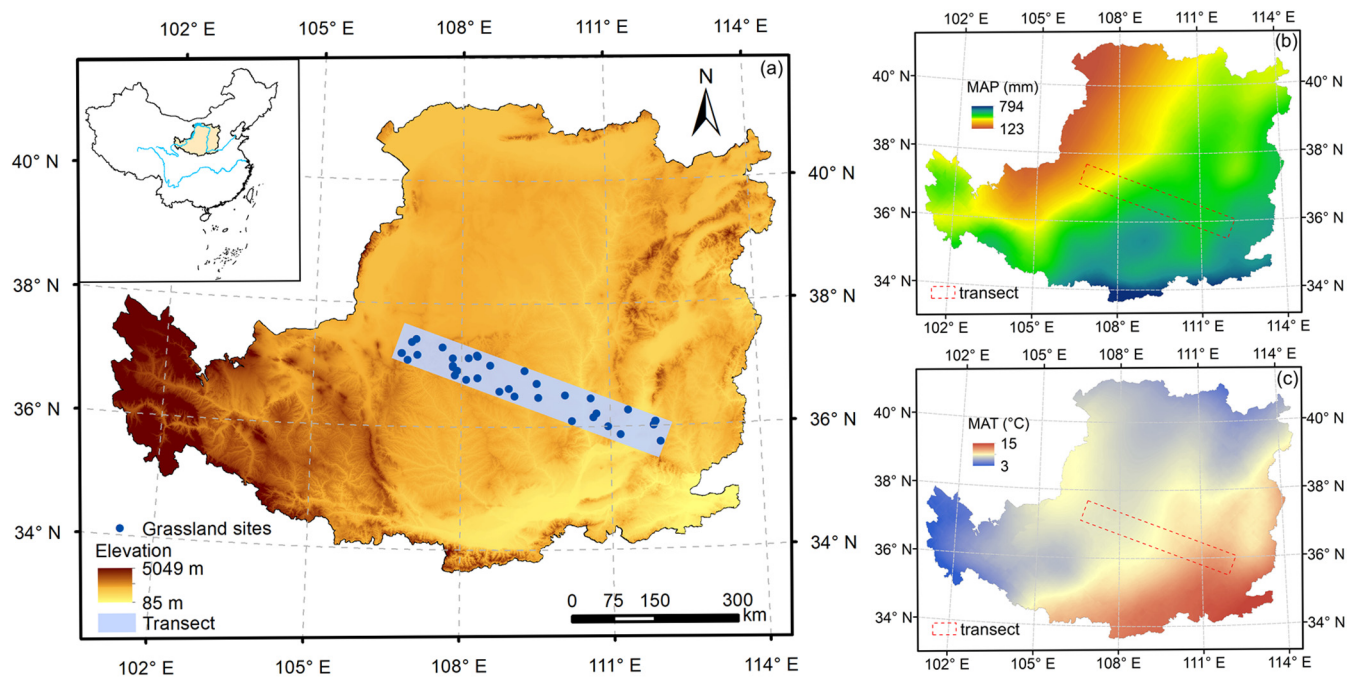 102° E 105° E 108° E 111° E 114° E
(a)
N
40° N 40° N
38° N 38° N
36° N 36° N
34° N 34° N
Grassland sites
Elevation
5049 m
85 m
Transect
0 75 150 300
km
102° E 105° E 108° E 111° E 114° E
102° E 105° E 108° E 111° E 114° E
(b)
40° N 40° N
MAP (mm)
794
123
38° N 38° N
36° N 36° N
34° N 34° N
transect
102° E 105° E 108° E 111° E 114° E
(c)
40° N 40° N
MAT (°C)
15
3
38° N 38° N
36° N 36° N
34° N 34° N
transect
102° E 105° E 108° E 111° E 114° E